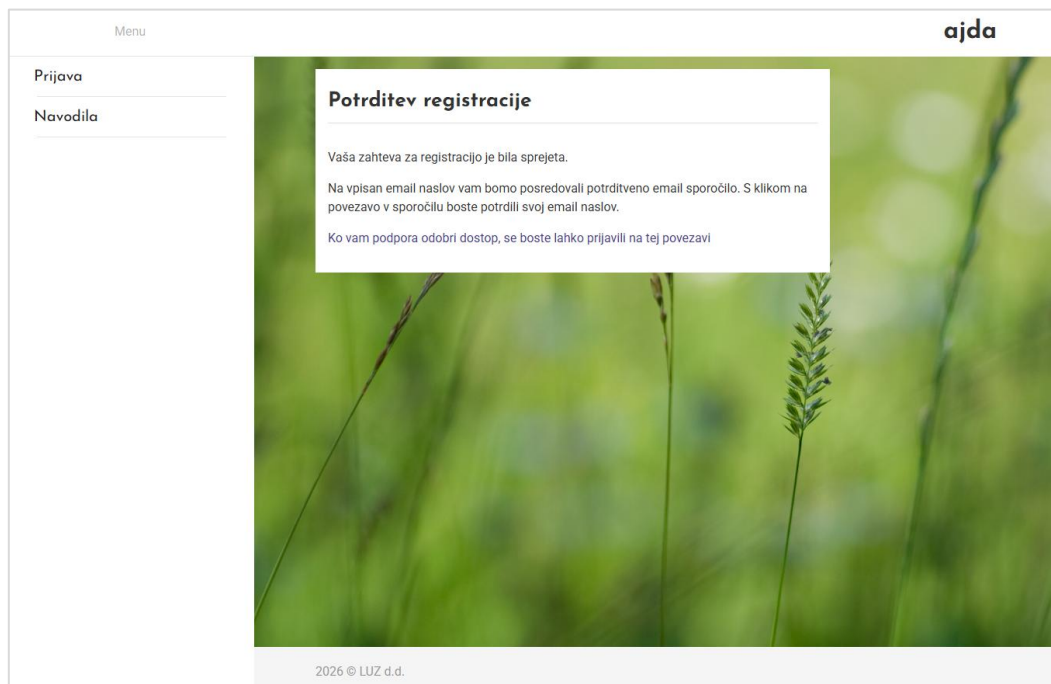 Menu
ajda
Prijava
Navodila
Potrditev registracije
Vaša zahteva za registracijo je bila sprejeta.
Na vpisan email naslov vam bomo posredovali potrditveno email sporočilo. S klikom na
povezavo v sporočilu boste potrdili svoj email naslov.
Ko vam podpora odobri dostop, se boste lahko prijavili na tej povezavi
2026 © LUZ d.d.